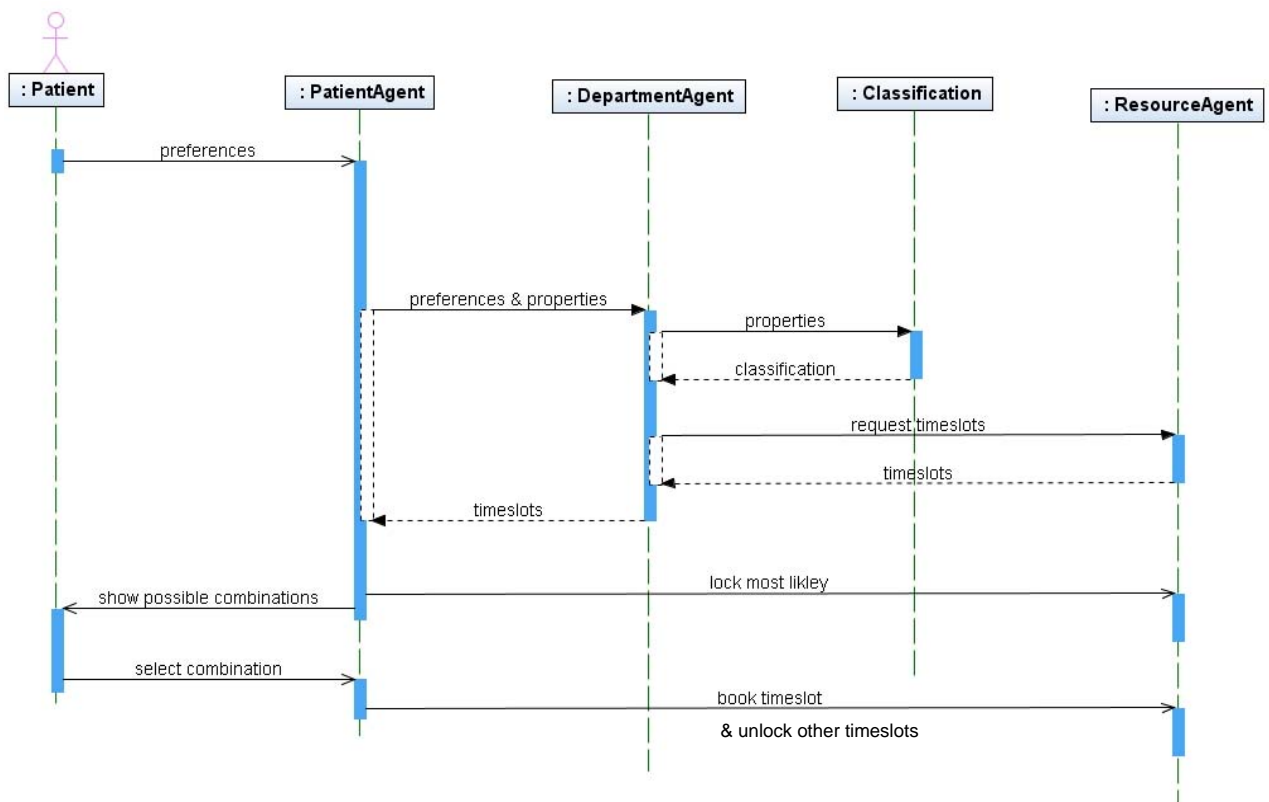 : Patient
: PatientAgent
: DepartmentAgent
: Classification
: ResourceAgent
preferences
preferences & properties
properties
classification
request timeslots
timeslots
timeslots
lock most likley
show possible combinations
select combination
book timeslot
& unlock other timeslots